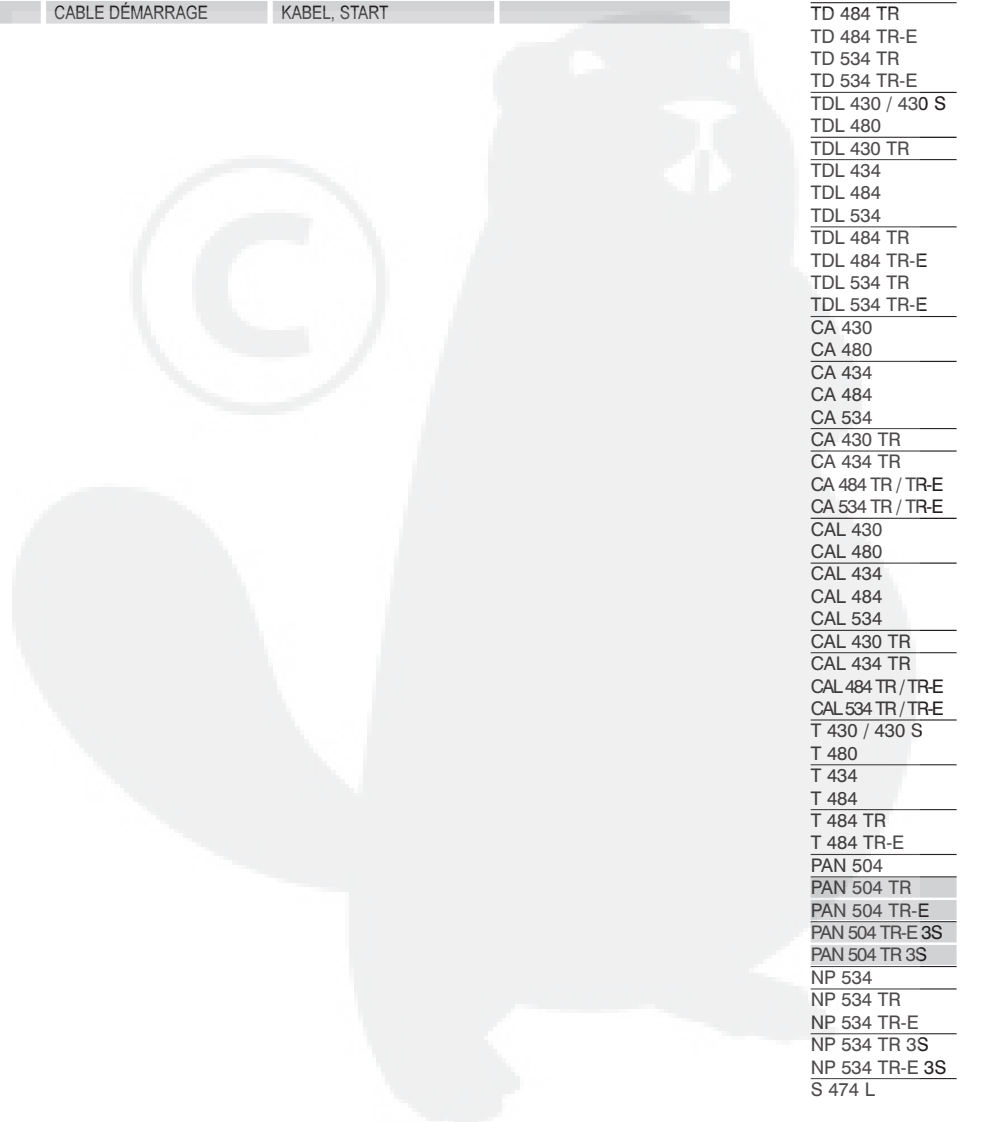 CABLE DÉMARRAGE KABEL, START
TD 484 TR
TD 484 TR-E
TD 534 TR
TD 534 TR-E
TDL 430 / 430 S
TDL 480
TDL 430 TR
TDL 434
TDL 484
TDL 534
TDL 484 TR
TDL 484 TR-E
TDL 534 TR
TDL 534 TR-E
CA 430
CA 480
CA 434
CA 484
CA 534
CA 430 TR
CA 434 TR
CA 484 TR / TR-E
CA 534 TR / TR-E
CAL 430
CAL 480
CAL 434
CAL 484
CAL 534
CAL 430 TR
CAL 434 TR
CAL 484 TR / TR-E
CAL 534 TR / TR-E
T 430 / 430 S
T 480
T 434
T 484
T 484 TR
T 484 TR-E
PAN 504
PAN 504 TR
PAN 504 TR-E
PAN 504 TR-E 3S
PAN 504 TR 3S
NP 534
NP 534 TR
NP 534 TR-E
NP 534 TR 3S
NP 534 TR-E 3S
S 474 L
©